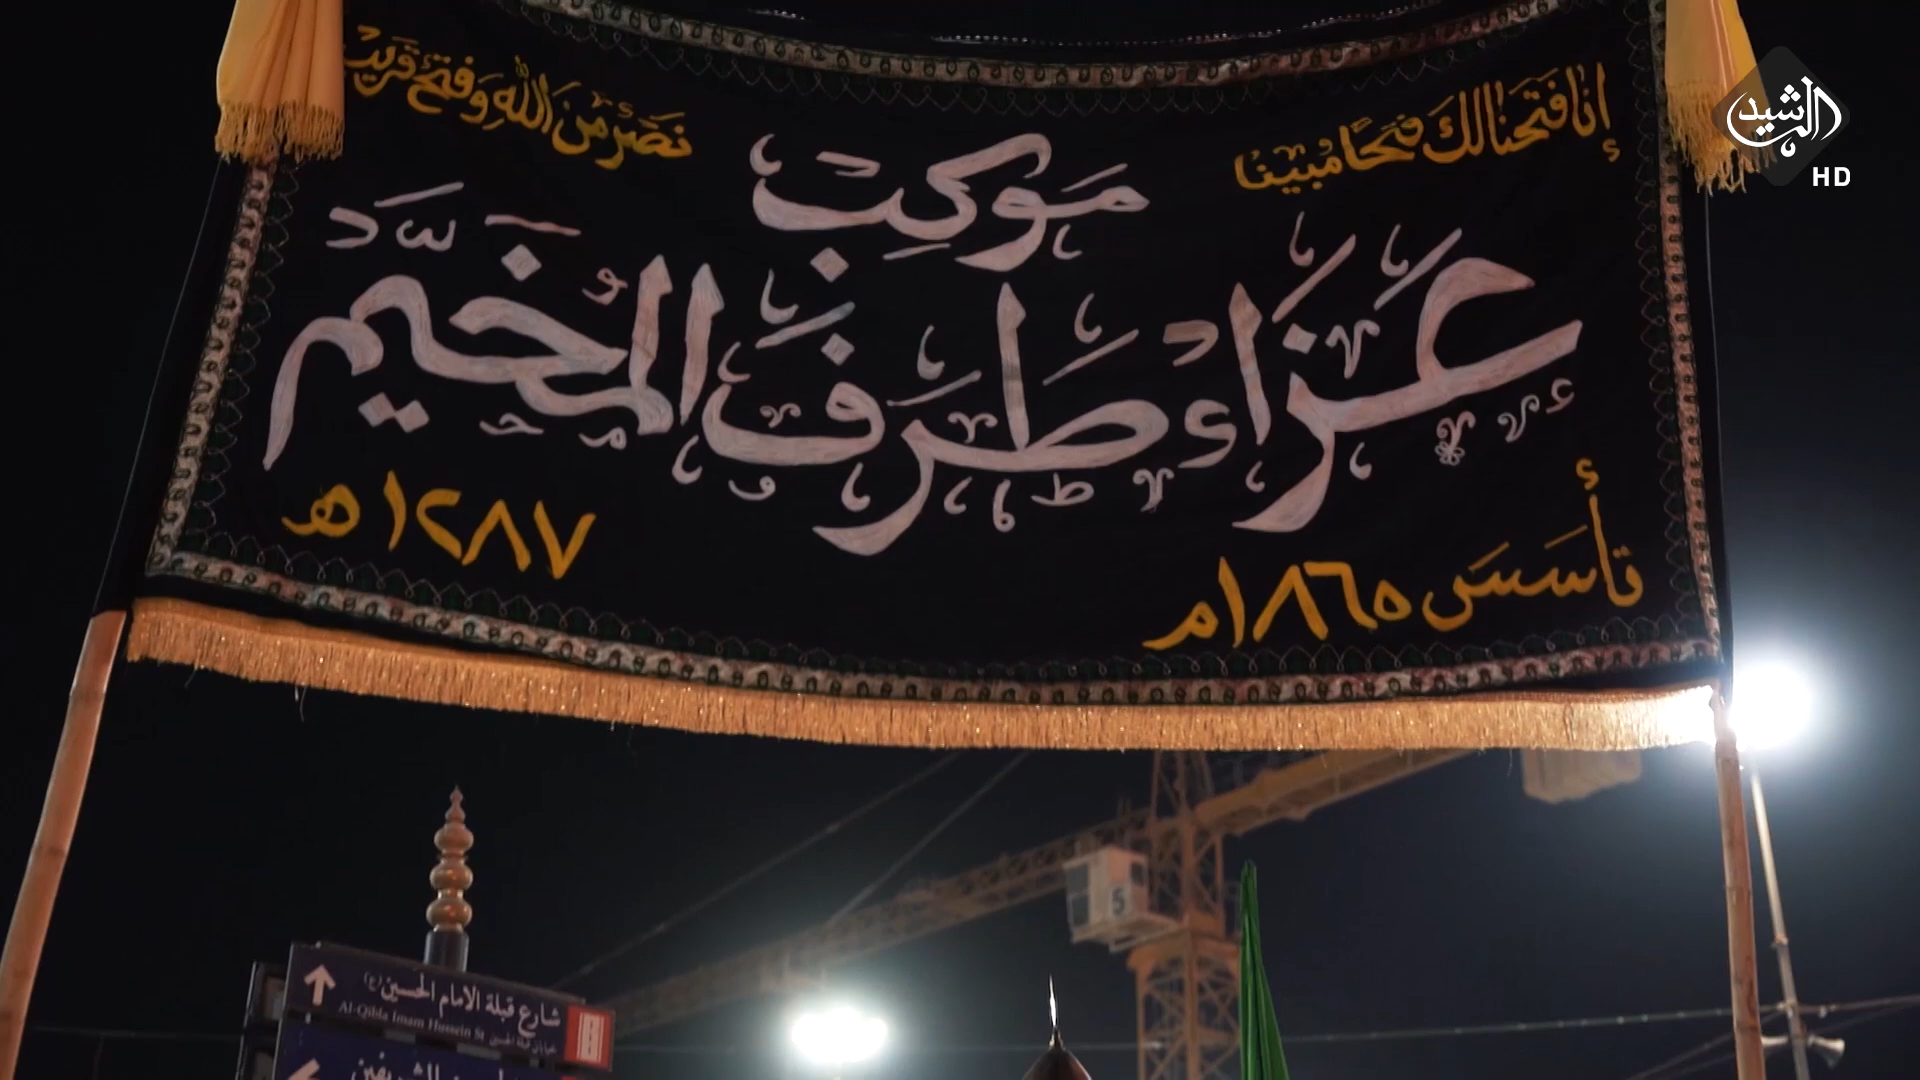 إنا فتحنا لك فتحا مبينا
نصر من الله وفتح قريب
موكب
عزاء طرف المخيم
تأسس ١٨٦٥م
١٢٨٧هـ
الرشيد
HD
5
شارع قبلة الامام الحسين (ع)
Al-Qibla Imam Hussein St